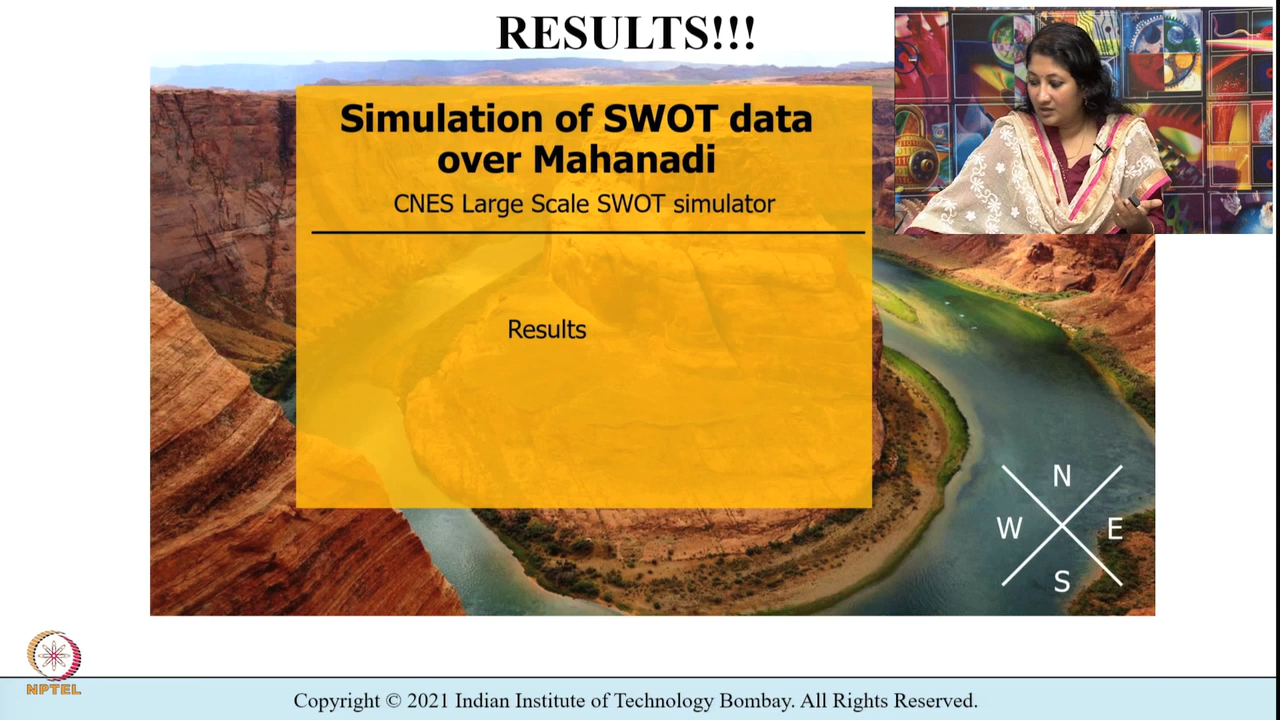 RESULTS!!!
Simulation of SWOT data
over Mahanadi
CNES Large Scale SWOT simulator
Results
N
W E
S
NPTEL
Copyright © 2021 Indian Institute of Technology Bombay. All Rights Reserved.